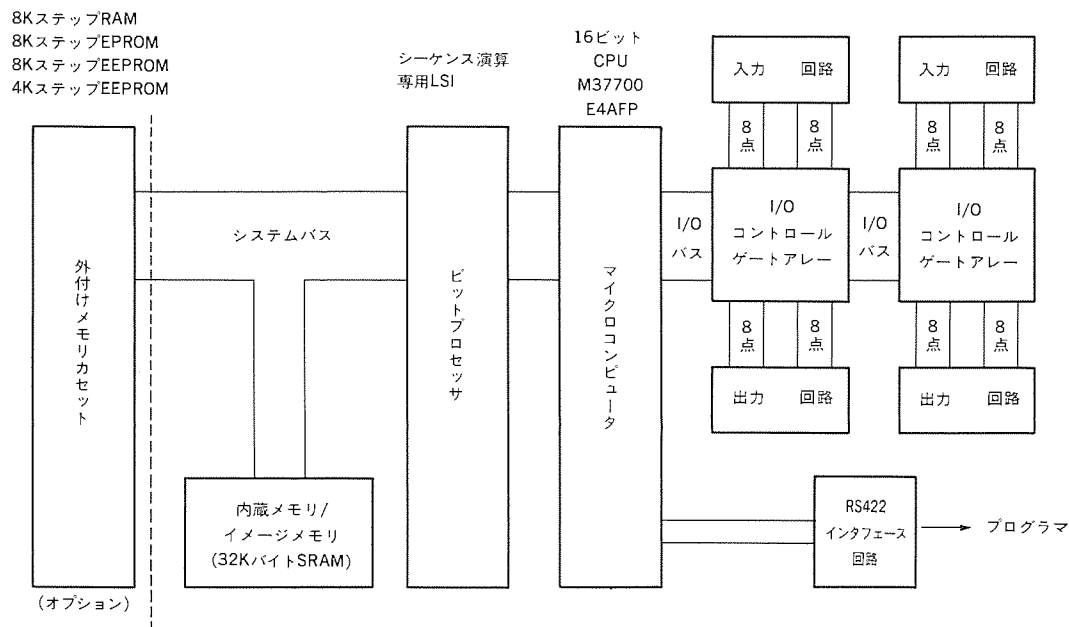 8KステップRAM
8KステップEPROM
8KステップEEPROM
4KステップEEPROM
シーケンス演算
専用LSI
16ビット
CPU
M37700
E4AFP
入力 回路
8点
8点
入力 回路
8点
8点
外付けメモリカセット
システムバス
ビットプロセッサ
マイクロコンピュータ
I/O
バス
I/O
コントロール
ゲートアレー
I/O
バス
I/O
コントロール
ゲートアレー
8点
8点
出力 回路
8点
8点
出力 回路
内蔵メモリ/
イメージメモリ
(32KバイトSRAM)
RS422
インタフェース
回路
プログラマ
(オプション)